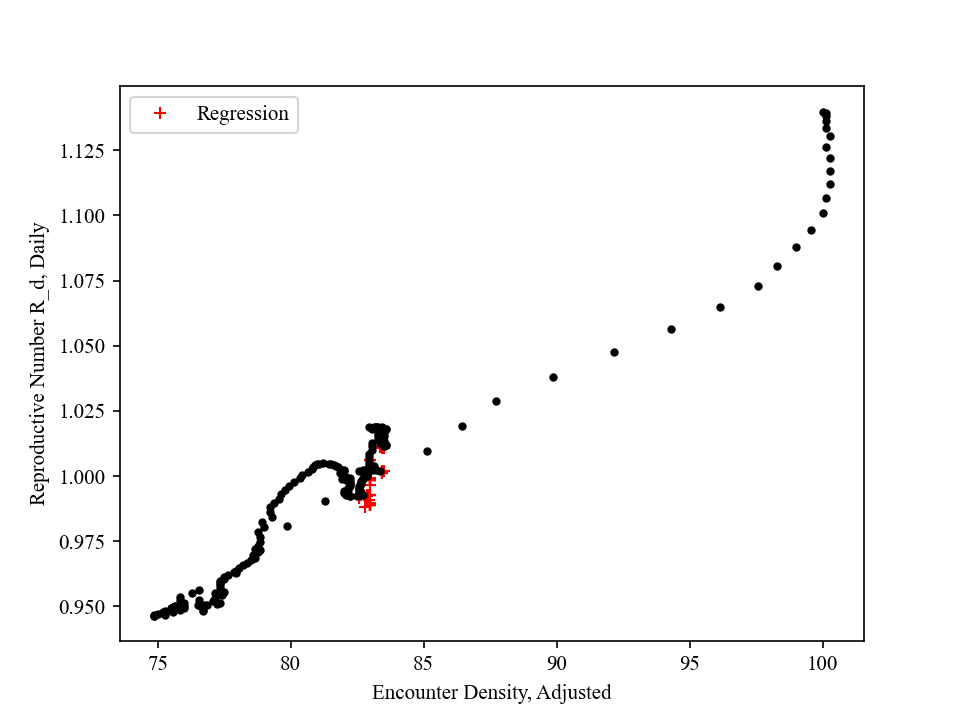 Regression
1.125
1.100
1.075
1.050
1.025
1.000
0.975
0.950
Reproductive Number R_d, Daily
75 80 85 90 95 100
Encounter Density, Adjusted